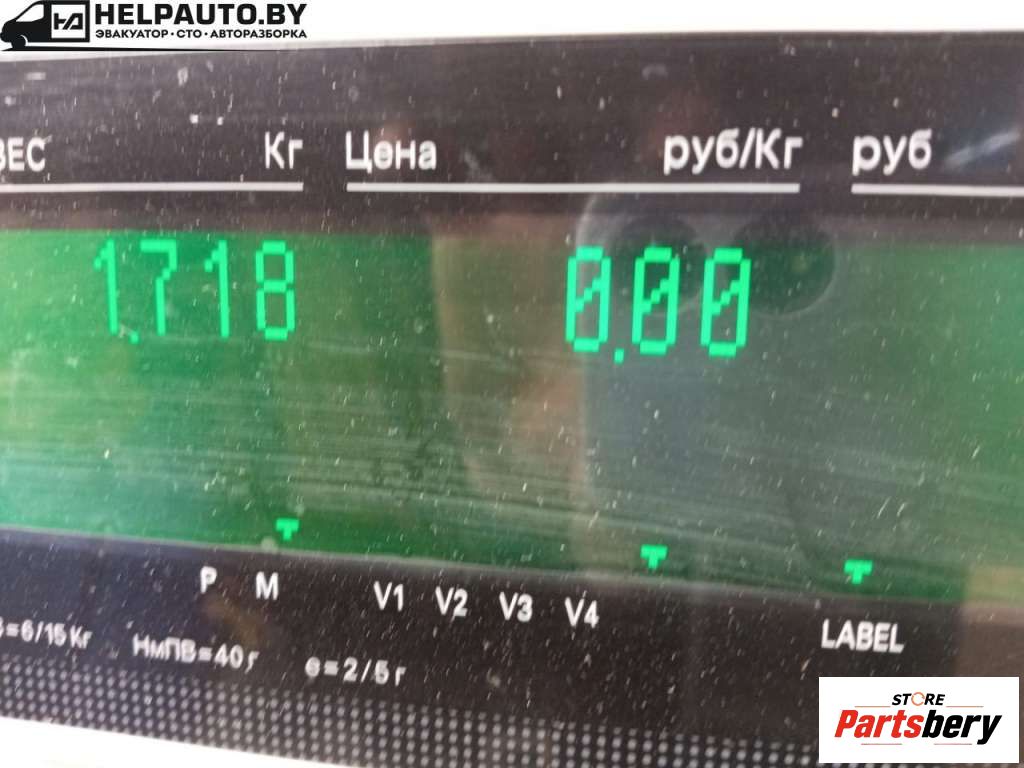 HELPAUTO.BY
ЭВАКУАТОР · СТО · АВТОРАЗБОРКА
ВЕС Кг Цена руб/Кг руб
1.718 0.00
P M V1 V2 V3 V4 LABEL
=6/15 Кг НмПВ=40 г e=2/5 г
STORE
Partsbery